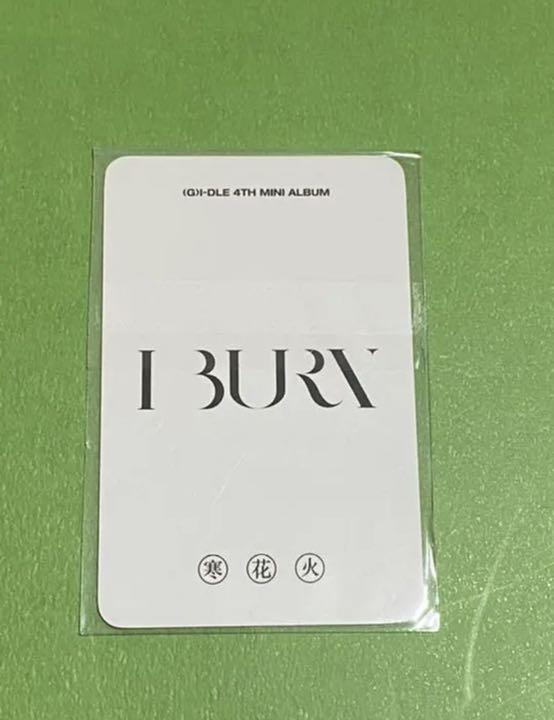 (G)I-DLE 4TH MINI ALBUM
I BURN
寒 花 火